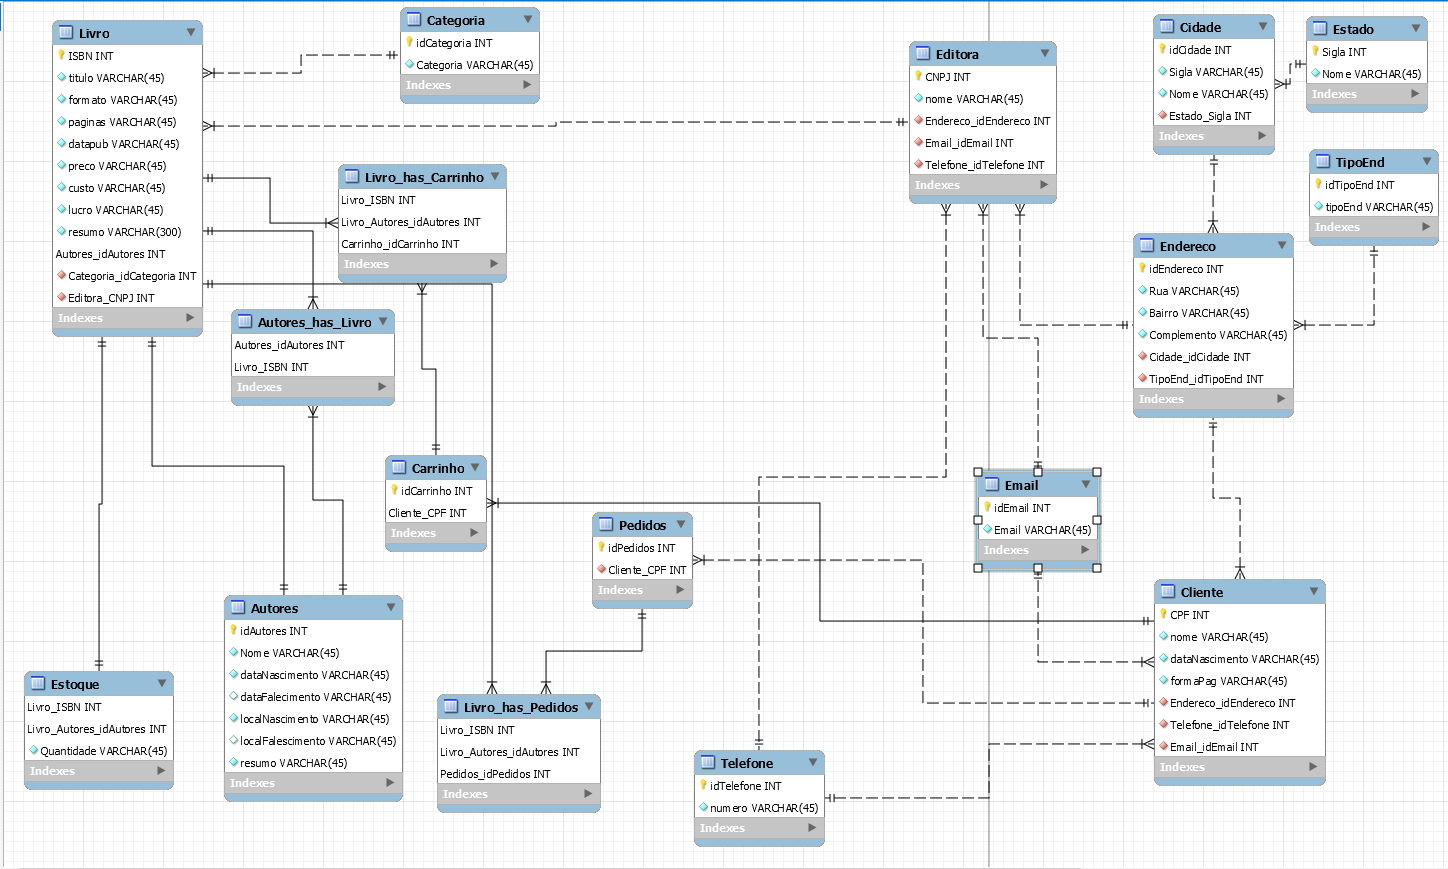 Livro
ISBN INT
titulo VARCHAR(45)
formato VARCHAR(45)
paginas VARCHAR(45)
datapub VARCHAR(45)
preco VARCHAR(45)
custo VARCHAR(45)
lucro VARCHAR(45)
resumo VARCHAR(300)
Autores_idAutores INT
Categoria_idCategoria INT
Editora_CNPJ INT
Indexes
Categoria
idCategoria INT
Categoria VARCHAR(45)
Indexes
Livro_has_Carrinho
Livro_ISBN INT
Livro_Autores_idAutores INT
Carrinho_idCarrinho INT
Indexes
Autores_has_Livro
Autores_idAutores INT
Livro_ISBN INT
Indexes
Editora
CNPJ INT
nome VARCHAR(45)
Endereco_idEndereco INT
Email_idEmail INT
Telefone_idTelefone INT
Indexes
Cidade
idCidade INT
Sigla VARCHAR(45)
Nome VARCHAR(45)
Estado_Sigla INT
Indexes
Estado
Sigla INT
Nome VARCHAR(45)
Indexes
TipoEnd
idTipoEnd INT
tipoEnd VARCHAR(45)
Indexes
Endereco
idEndereco INT
Rua VARCHAR(45)
Bairro VARCHAR(45)
Complemento VARCHAR(45)
Cidade_idCidade INT
TipoEnd_idTipoEnd INT
Indexes
Carrinho
idCarrinho INT
Cliente_CPF INT
Indexes
Pedidos
idPedidos INT
Cliente_CPF INT
Indexes
Email
idEmail INT
Email VARCHAR(45)
Indexes
Cliente
CPF INT
nome VARCHAR(45)
dataNascimento VARCHAR(45)
formaPag VARCHAR(45)
Endereco_idEndereco INT
Telefone_idTelefone INT
Email_idEmail INT
Indexes
Estoque
Livro_ISBN INT
Livro_Autores_idAutores INT
Quantidade VARCHAR(45)
Indexes
Autores
idAutores INT
Nome VARCHAR(45)
dataNascimento VARCHAR(45)
dataFalecimento VARCHAR(45)
localNascimento VARCHAR(45)
localFalescimento VARCHAR(45)
resumo VARCHAR(45)
Indexes
Livro_has_Pedidos
Livro_ISBN INT
Livro_Autores_idAutores INT
Pedidos_idPedidos INT
Indexes
Telefone
idTelefone INT
numero VARCHAR(45)
Indexes